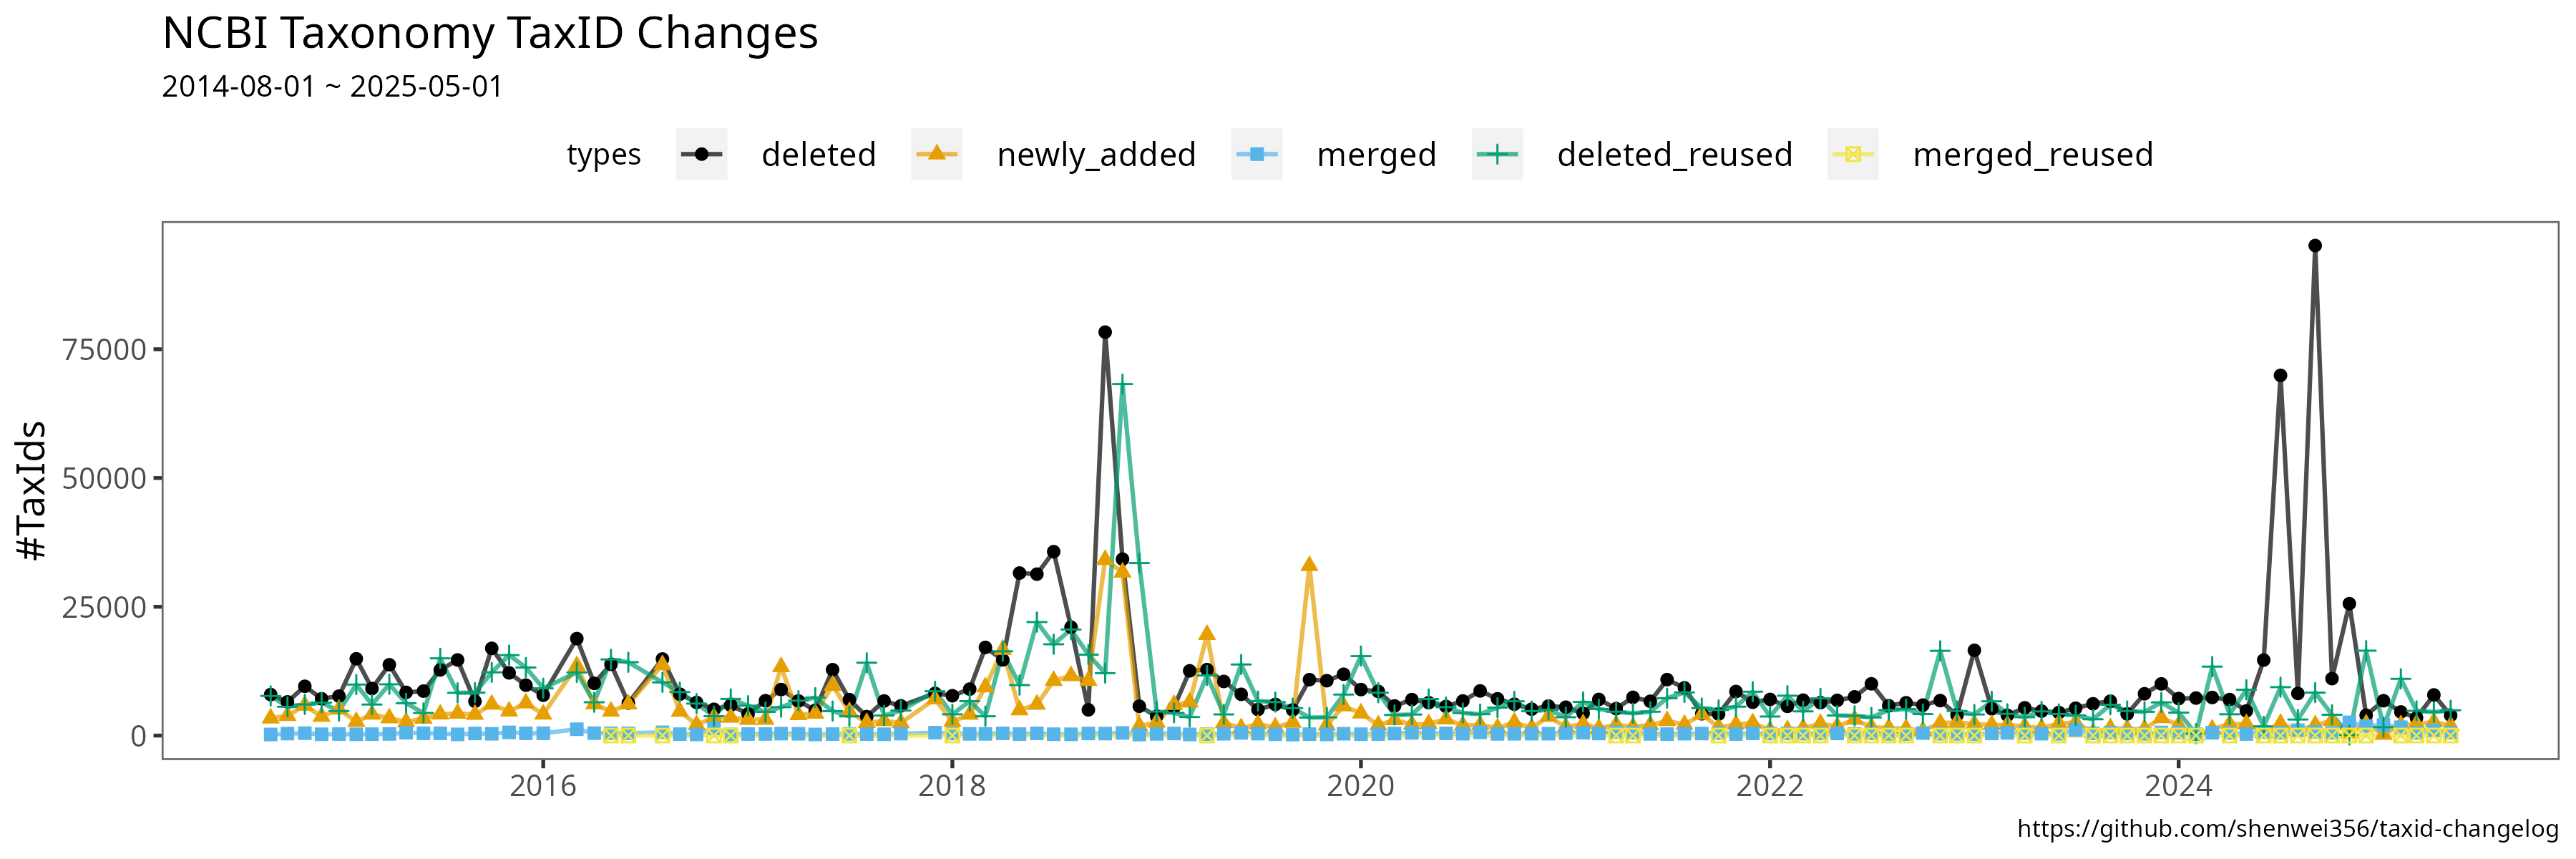 NCBI Taxonomy TaxID Changes
2014-08-01 ~ 2025-05-01
types deleted newly_added merged deleted_reused merged_reused
#TaxIds
75000
50000
25000
0
2016 2018 2020 2022 2024
https://github.com/shenwei356/taxid-changelog